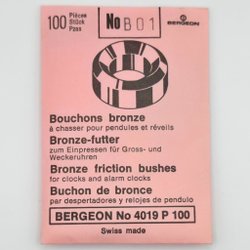 100 Pièces
Stück
Pzas
No B01
BERGEON
Bouchons bronze
à chasser pour pendules et réveils
Bronze-futter
zum Einpressen für Gross- und
Weckeruhren
Bronze friction bushes
for clocks and alarm clocks
Buchon de bronce
par despertadores y relojes de pendulo
BERGEON No 4019 P 100
Swiss made